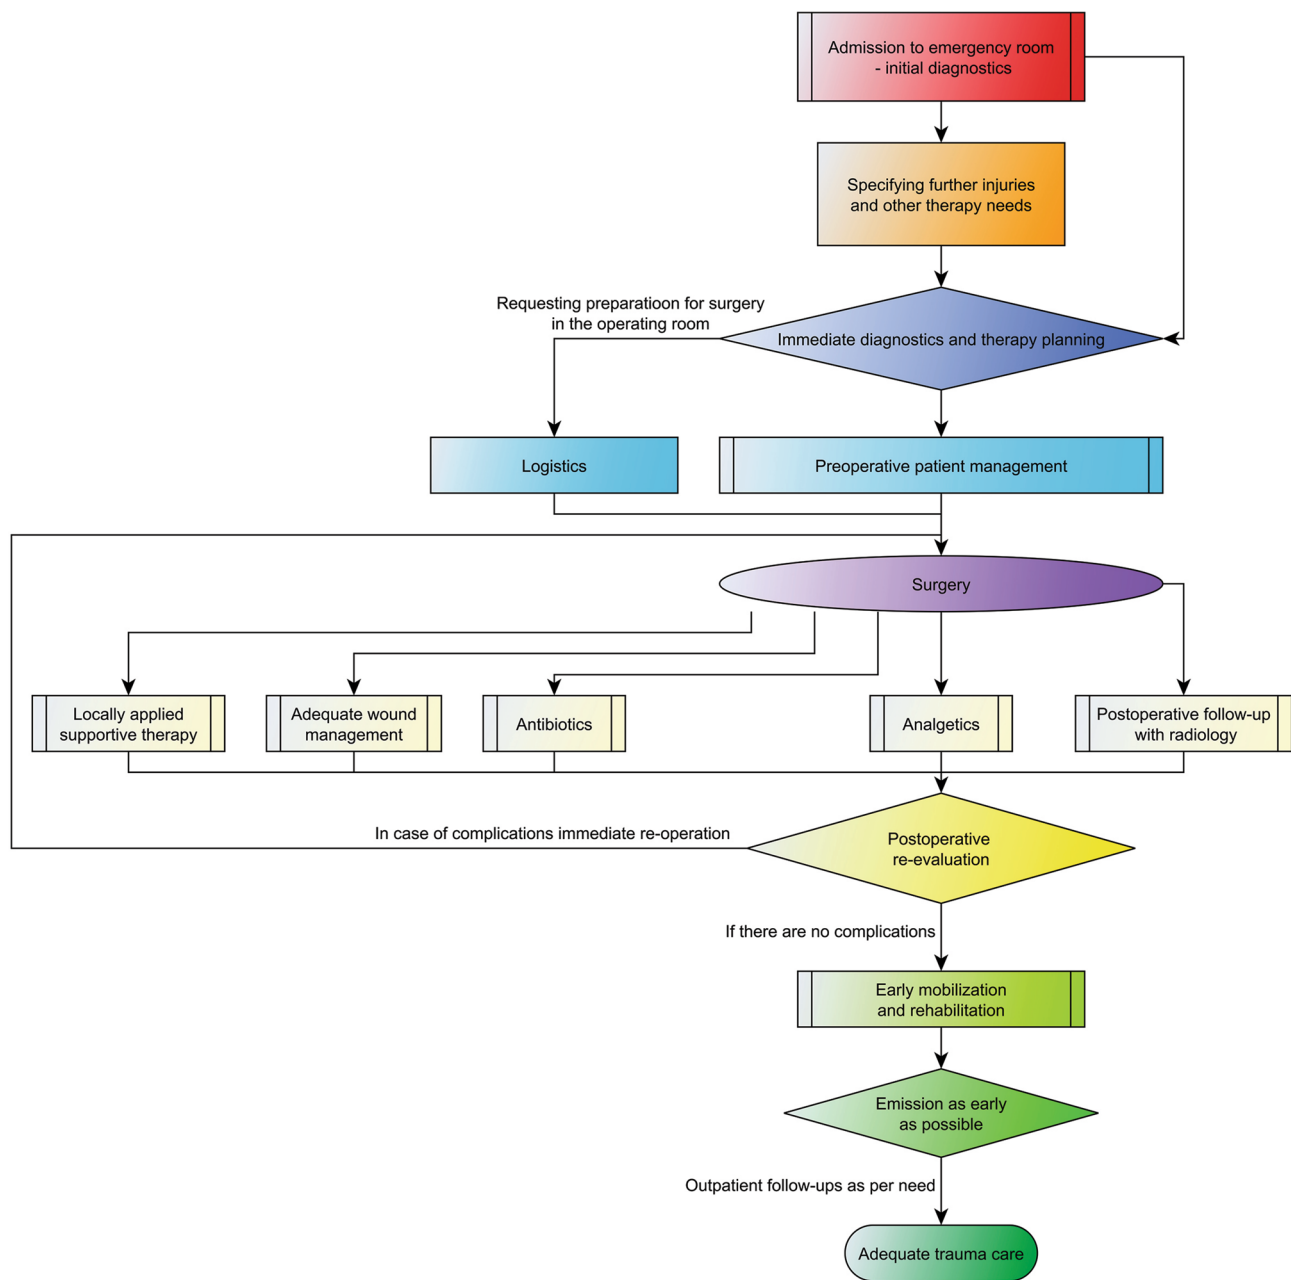 Admission to emergency room
- initial diagnostics
Specifying further injuries
and other therapy needs
Requesting preparatioon for surgery
in the operating room
Immediate diagnostics and therapy planning
Logistics
Preoperative patient management
Surgery
Locally applied
supportive therapy
Adequate wound
management
Antibiotics
Analgetics
Postoperative follow-up
with radiology
In case of complications immediate re-operation
Postoperative
re-evaluation
If there are no complications
Early mobilization
and rehabilitation
Emission as early
as possible
Outpatient follow-ups as per need
Adequate trauma care